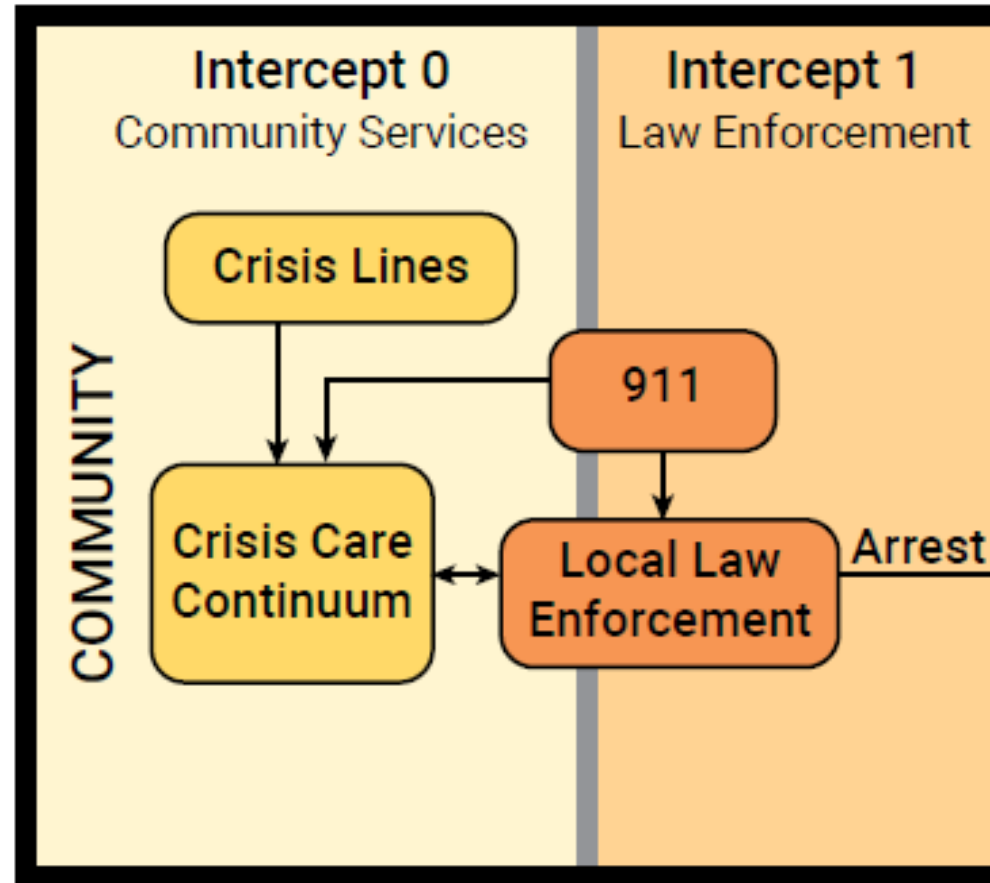 Intercept 0
Community Services
Intercept 1
Law Enforcement
COMMUNITY
Crisis Lines
911
Crisis Care
Continuum
Local Law
Enforcement
Arrest